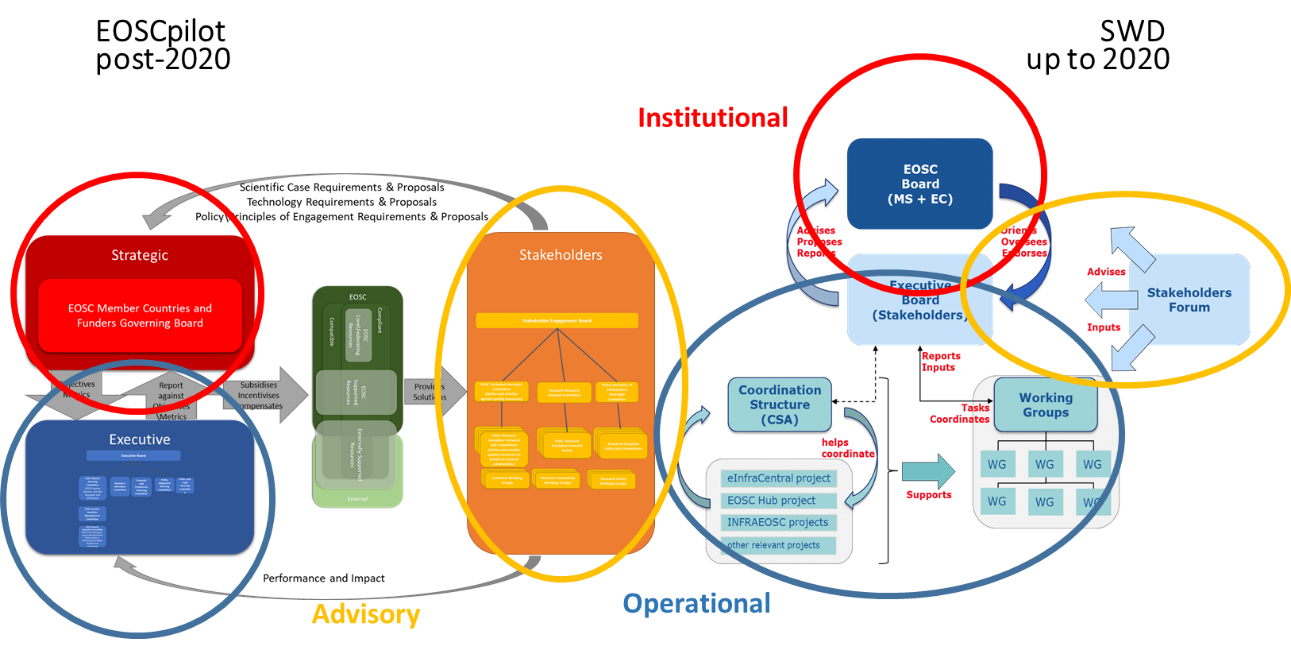 EOSCpilot
post-2020
SWD
up to 2020
Institutional
Scientific Case Requirements & Proposals
Technology Requirements & Proposals
Policy\Principles of Engagement Requirements & Proposals
Strategic
EOSC Member Countries and
Funders Governing Board
Objectives
Metrics
Report
against
Objectives
\Metrics
Subsidises
Incentivises
Compensates
Executive
Executive Board
EOSC
Compliant
Compatible
EOSC
Core/Federating
Resources
EOSC
Supported
Resources
Externally Supported
Resources
External
Provides
Solutions
Stakeholders
Stakeholder Engagement Board
Performance and Impact
Advisory
EOSC
Board
(MS + EC)
Advises
Proposes
Reports
Orients
Oversees
Endorses
Executive
Board
(Stakeholders)
Advises
Inputs
Stakeholders
Forum
Reports
Inputs
Coordination
Structure
(CSA)
Tasks
Coordinates
Working
Groups
helps
coordinate
eInfraCentral project
EOSC Hub project
INFRAEOSC projects
other relevant projects
Supports
WG WG WG
WG WG WG
Operational